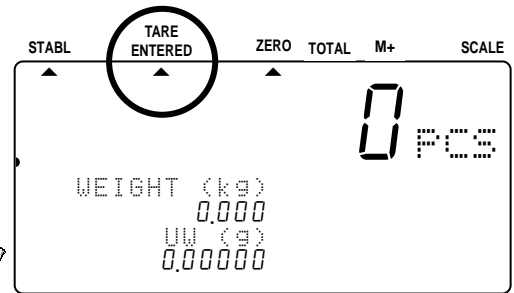 STABL TARE ENTERED ZERO TOTAL M+ SCALE
0 PCS
WEIGHT (kg)
0.000
UW (g)
0.00000